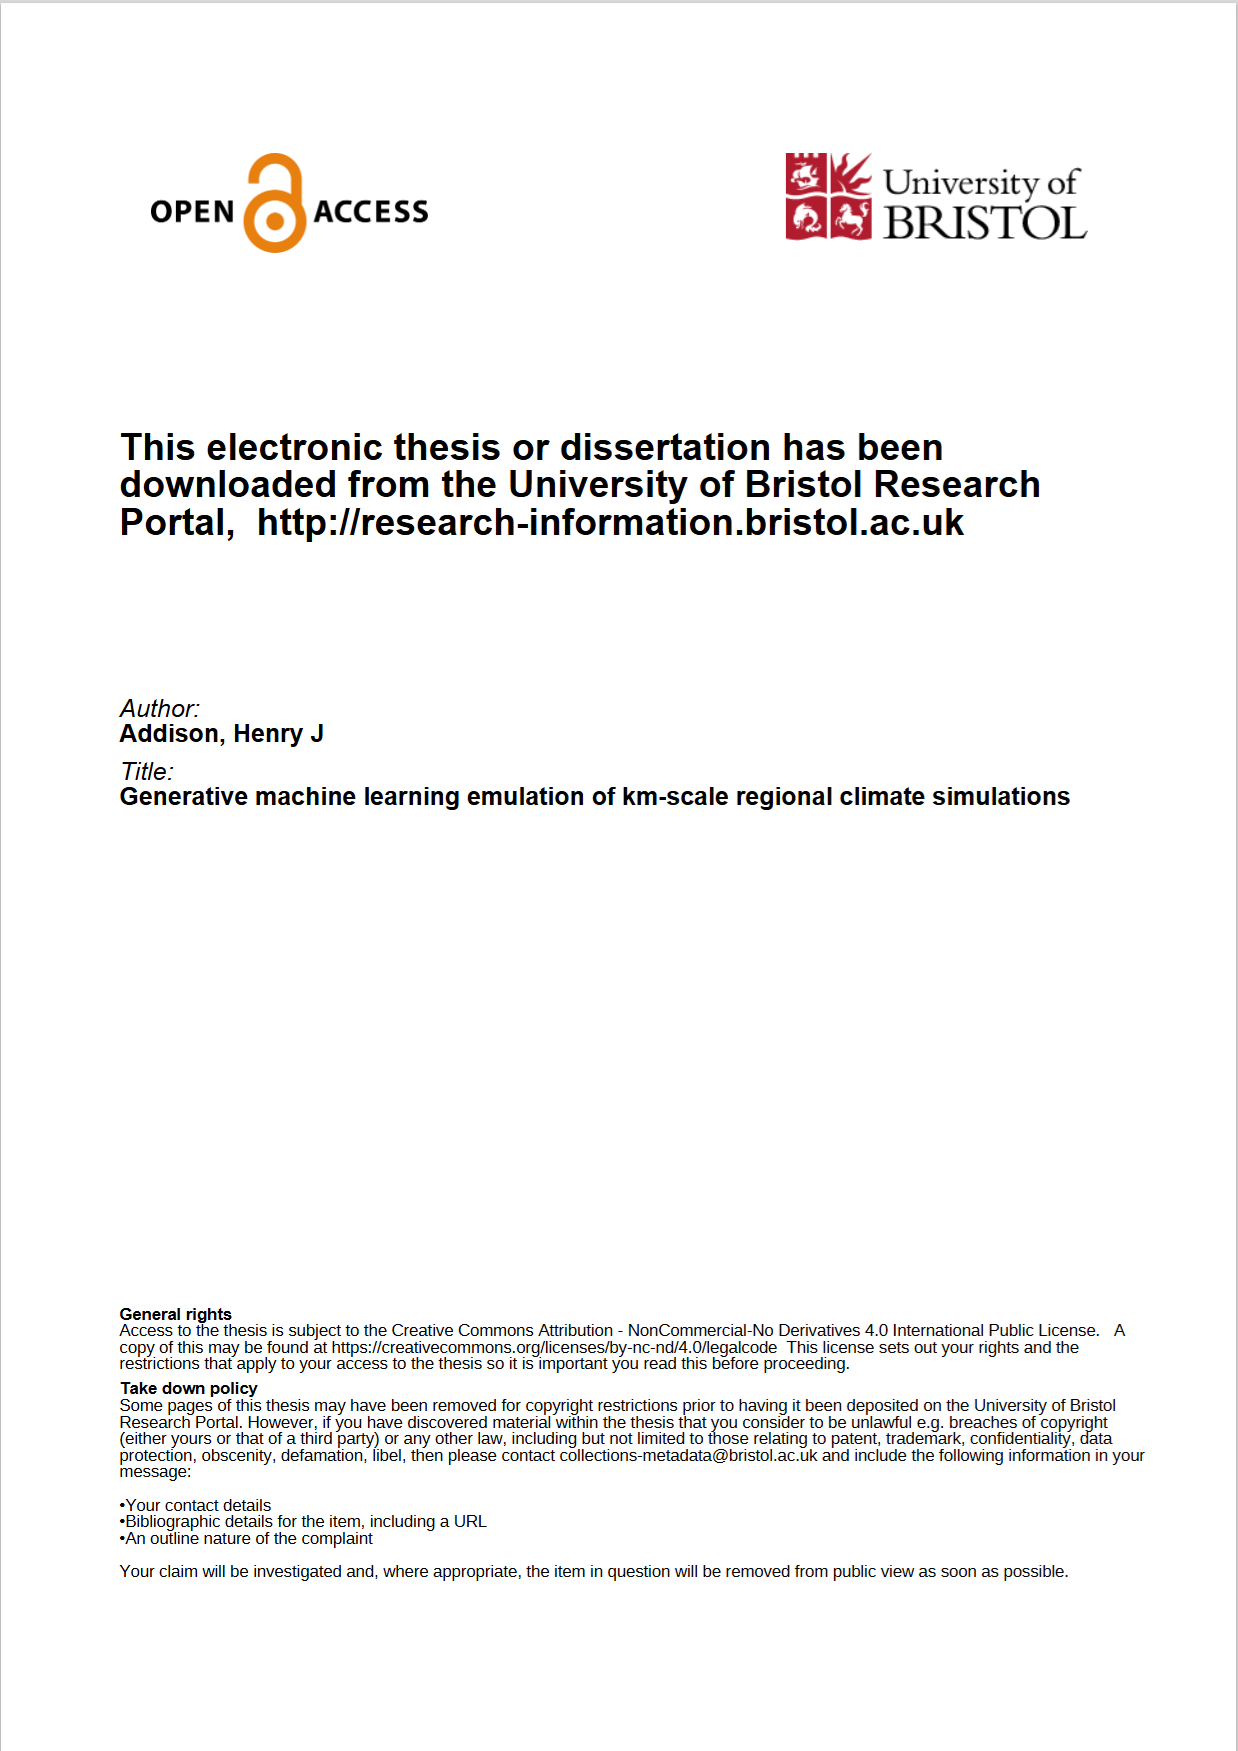 OPEN ACCESS
University of
BRISTOL
This electronic thesis or dissertation has been
downloaded from the University of Bristol Research
Portal,  http://research-information.bristol.ac.uk
Author:
Addison, Henry J
Title:
Generative machine learning emulation of km-scale regional climate simulations
General rights
Access to the thesis is subject to the Creative Commons Attribution - NonCommercial-No Derivatives 4.0 International Public License.   A
copy of this may be found at https://creativecommons.org/licenses/by-nc-nd/4.0/legalcode  This license sets out your rights and the
restrictions that apply to your access to the thesis so it is important you read this before proceeding.
Take down policy
Some pages of this thesis may have been removed for copyright restrictions prior to having it been deposited on the University of Bristol
Research Portal. However, if you have discovered material within the thesis that you consider to be unlawful e.g. breaches of copyright
(either yours or that of a third party) or any other law, including but not limited to those relating to patent, trademark, confidentiality, data
protection, obscenity, defamation, libel, then please contact collections-metadata@bristol.ac.uk and include the following information in your
message:
•Your contact details
•Bibliographic details for the item, including a URL
•An outline nature of the complaint
Your claim will be investigated and, where appropriate, the item in question will be removed from public view as soon as possible.